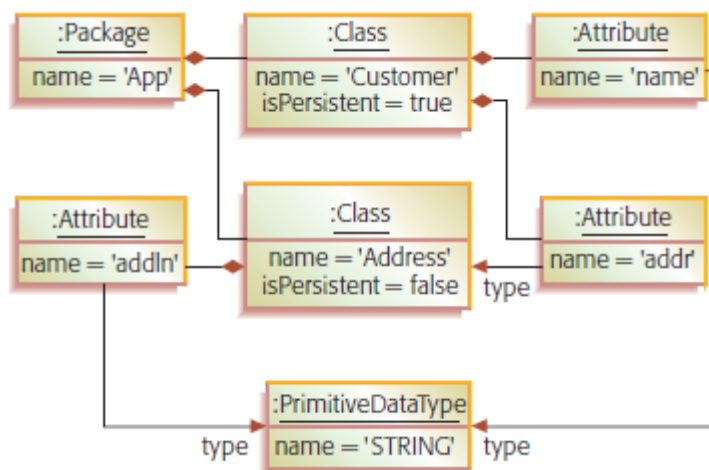 :Package
name = 'App'
:Class
name = 'Customer'
isPersistent = true
:Attribute
name = 'name'
:Attribute
name = 'addln'
:Class
name = 'Address'
isPersistent = false
:Attribute
name = 'addr'
type
:PrimitiveDataType
name = 'STRING'
type
type